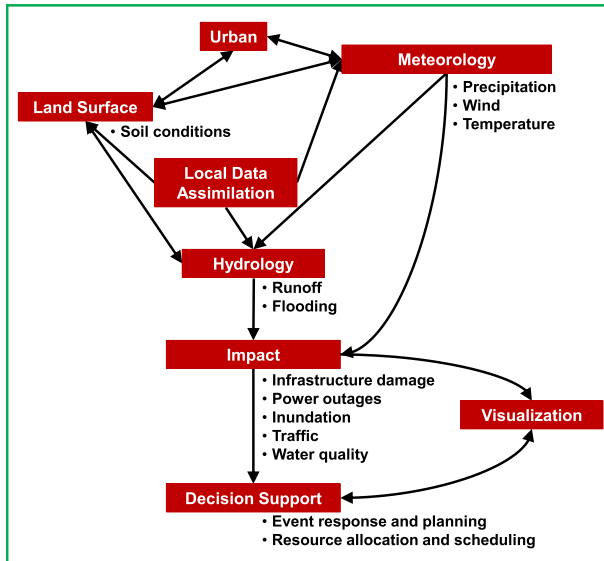 Urban
Meteorology
• Precipitation
• Wind
• Temperature
Land Surface
• Soil conditions
Local Data
Assimilation
Hydrology
• Runoff
• Flooding
Impact
• Infrastructure damage
• Power outages
• Inundation
• Traffic
• Water quality
Visualization
Decision Support
• Event response and planning
• Resource allocation and scheduling